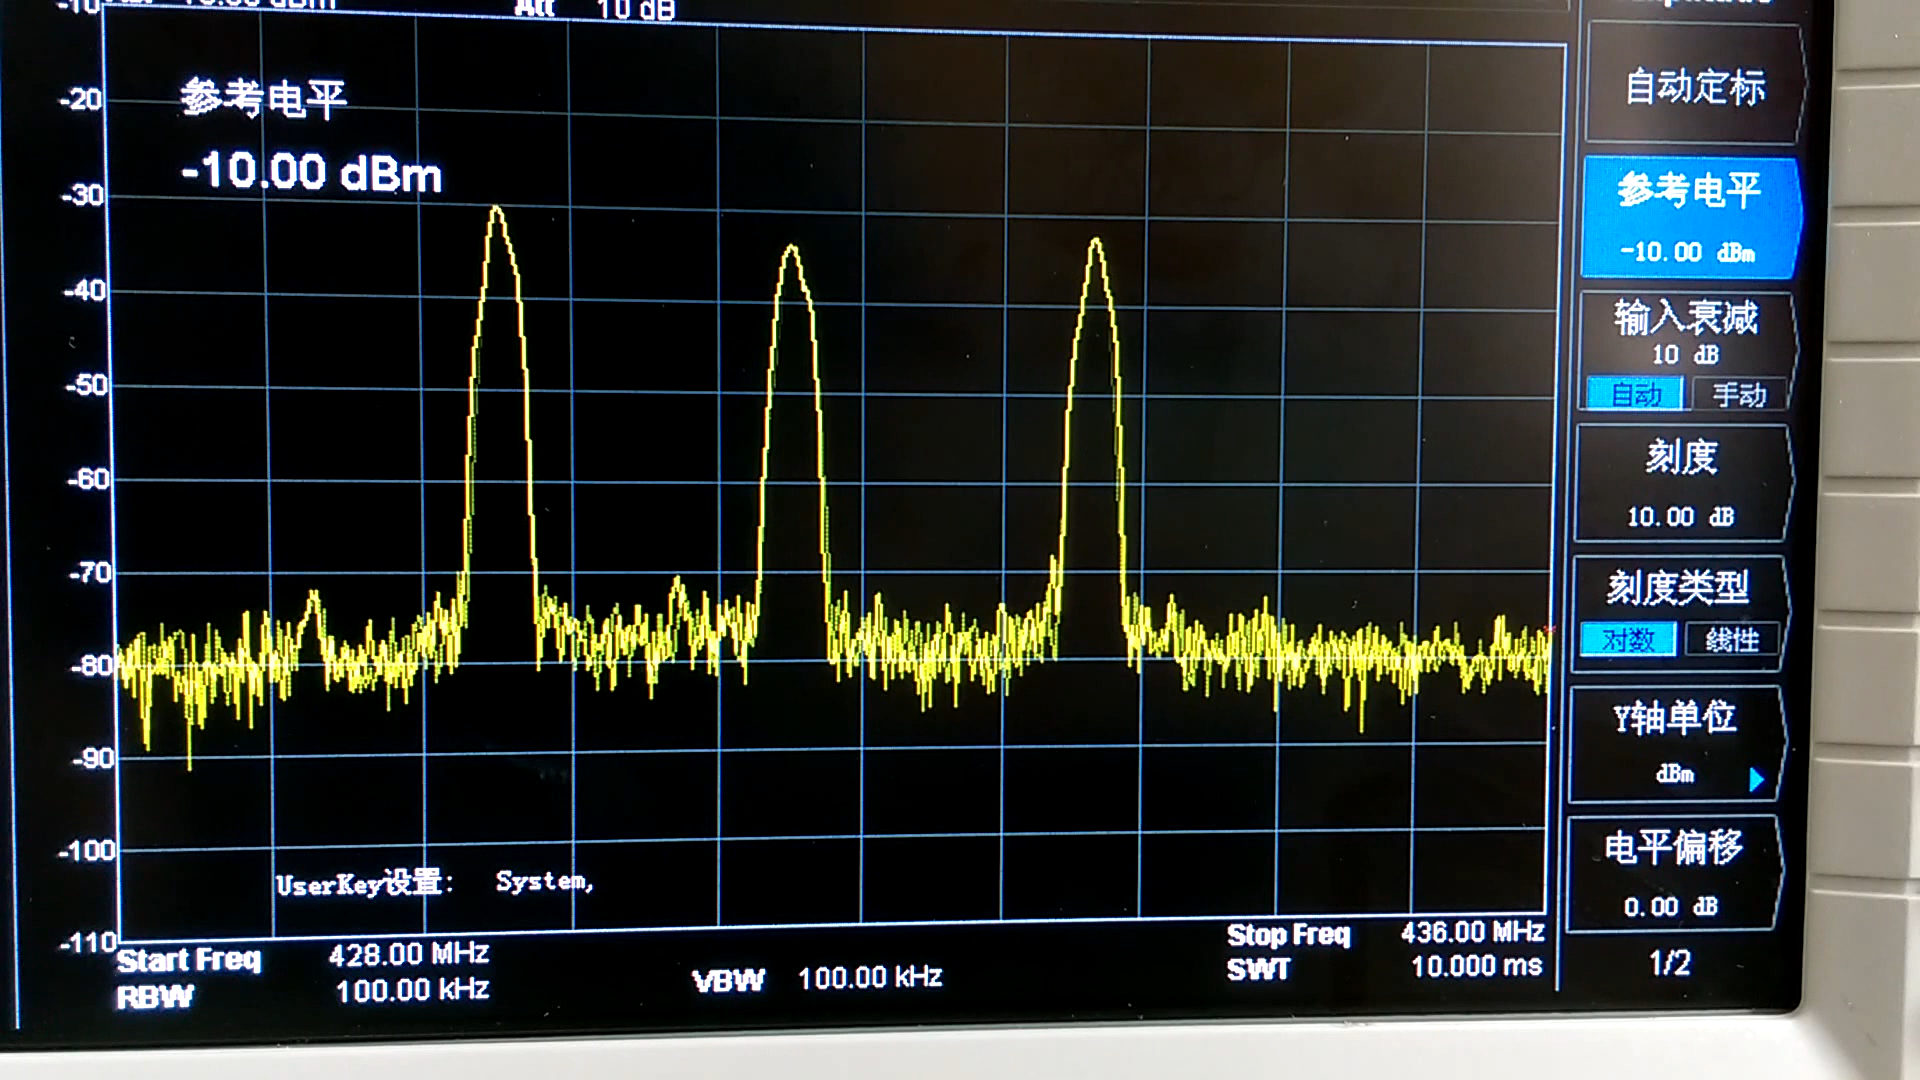 Att 10 dB
-10
-20
-30
-40
-50
-60
-70
-80
-90
-100
-110
参考电平
-10.00 dBm
UserKey设置: System,
Start Freq 428.00 MHz
RBW 100.00 kHz
VBW 100.00 kHz
Stop Freq 436.00 MHz
SWT 10.000 ms
自动定标
参考电平
-10.00 dBm
输入衰减
10 dB
自动 手动
刻度
10.00 dB
刻度类型
对数 线性
Y轴单位
dBm
电平偏移
0.00 dB
1/2